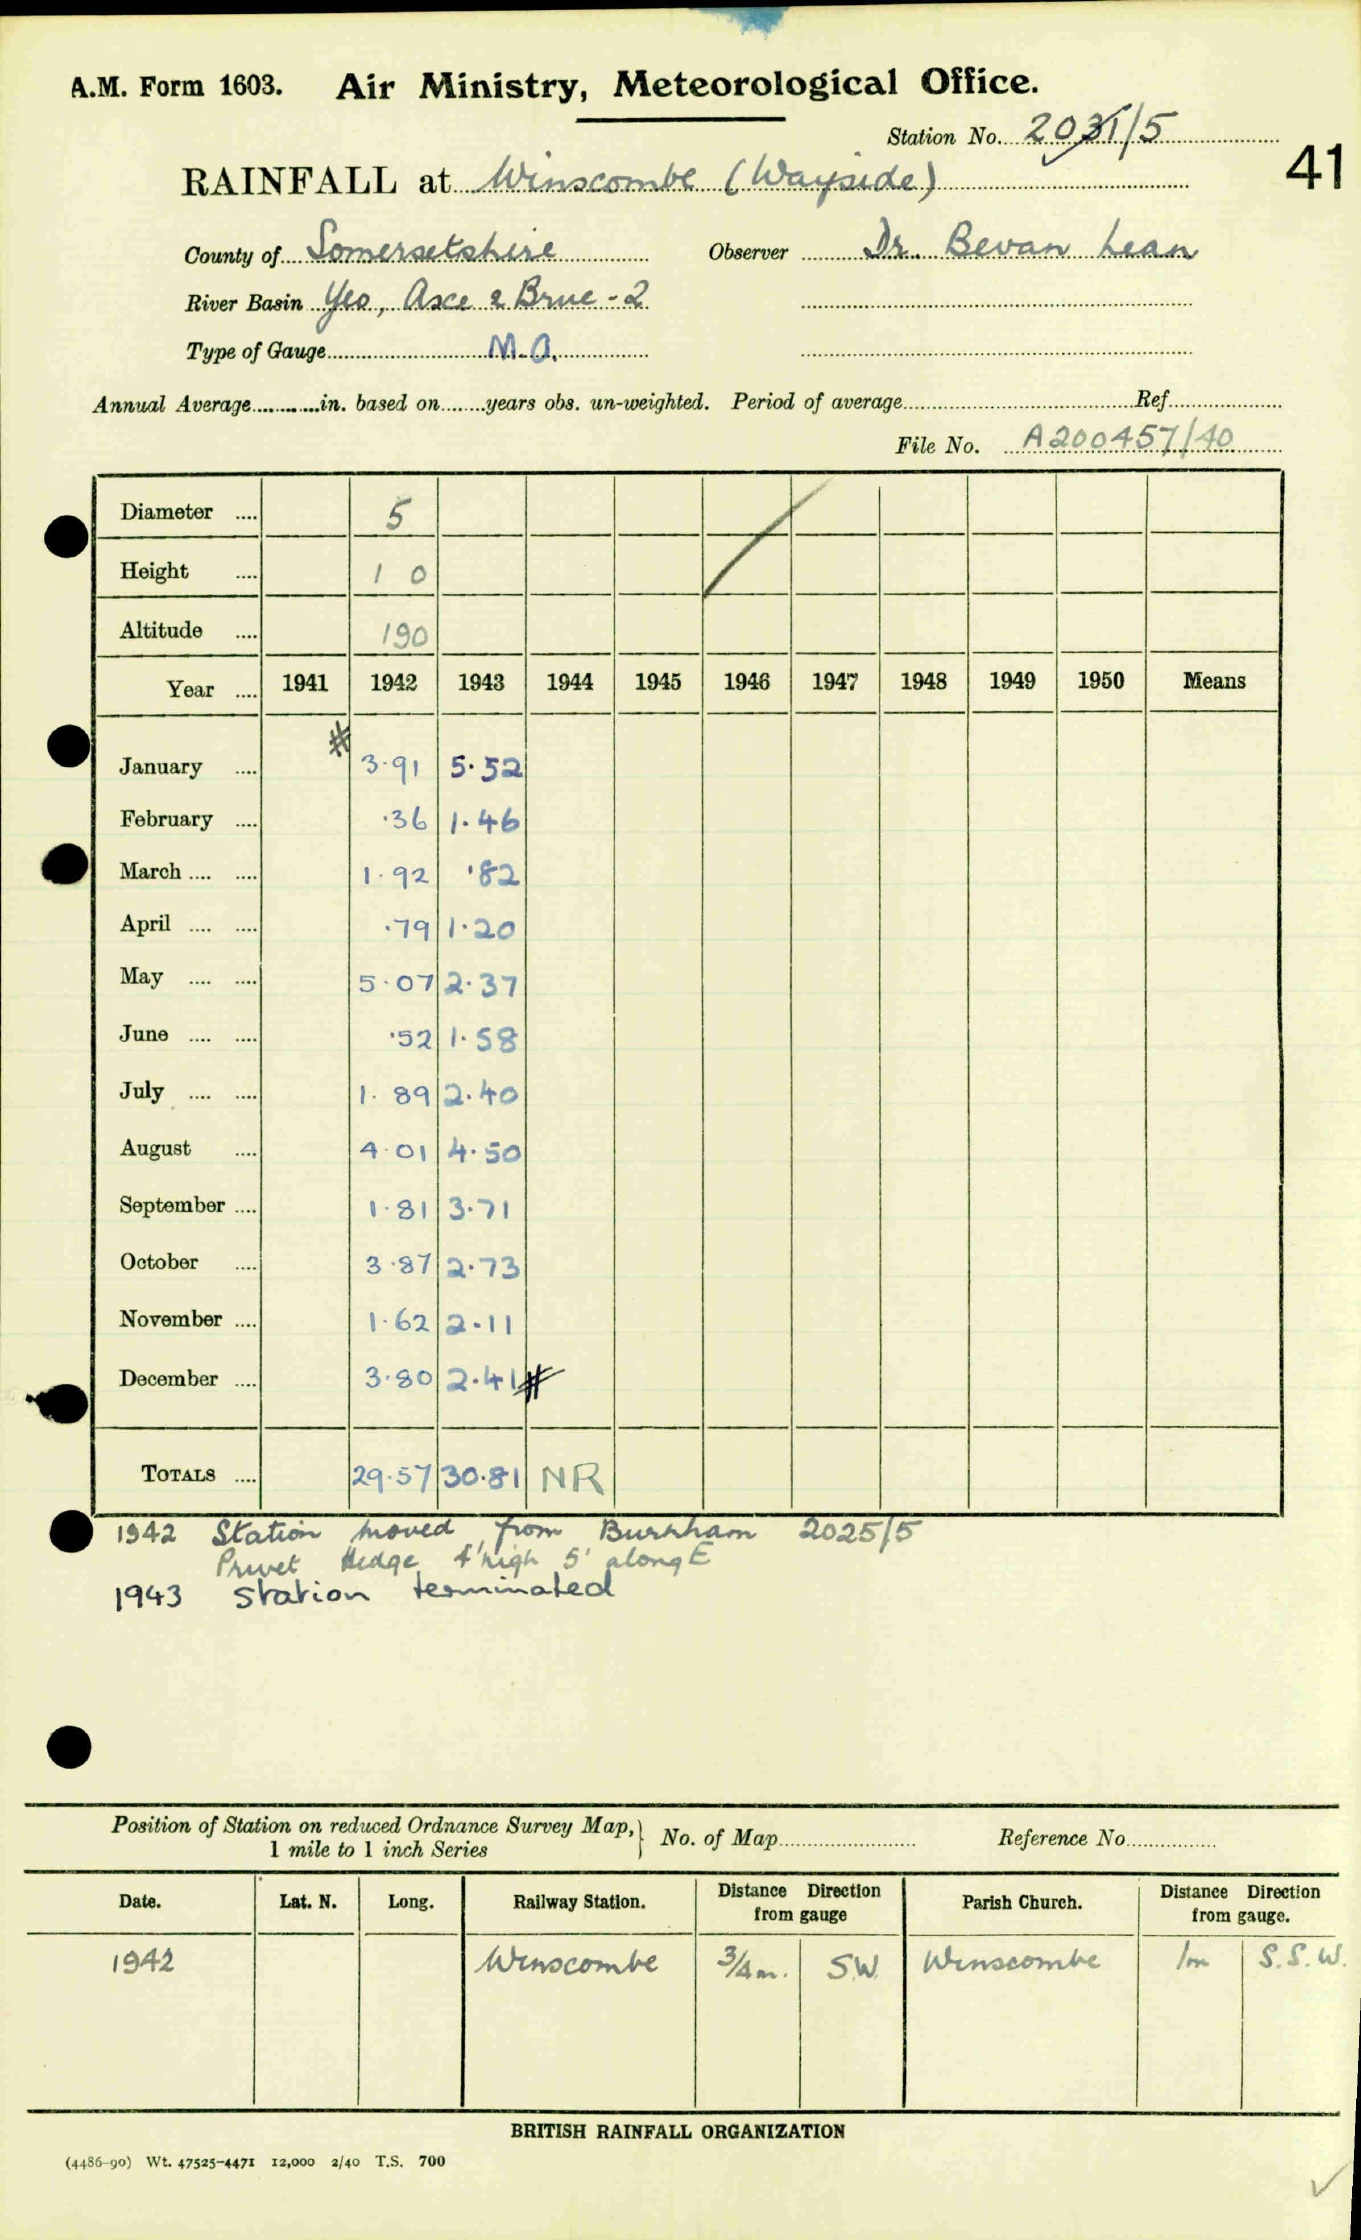 A.M. Form 1603. Air Ministry, Meteorological Office.
Station No. 2031/5
41
RAINFALL at Winscombe (Wayside)
County of Somersetshire Observer Dr. Bevan Lean
River Basin Yeo, Axe & Brue - 2
Type of Gauge M.O.
Annual Average in. based on years obs. un-weighted. Period of average Ref
File No. A200457/40
Diameter 5
Height 1 0
Altitude 190
Year 1941 1942 1943 1944 1945 1946 1947 1948 1949 1950 Means
January # 3.91 5.52
February .36 1.46
March 1.92 .82
April .79 1.20
May 5.07 2.37
June .52 1.58
July 1.89 2.40
August 4.01 4.50
September 1.81 3.71
October 3.87 2.73
November 1.62 2.11
December 3.80 2.41 #
TOTALS 29.57 30.81 NR
1942 Station moved from 2025/5
Privet Hedge 4' high 5' along E
1943 Station terminated
Position of Station on reduced Ordnance Survey Map, 1 mile to 1 inch Series } No. of Map Reference No.
Date. Lat. N. Long. Railway Station. Distance Direction from gauge Parish Church. Distance Direction from gauge.
1942 Winscombe 3/4 m. SW. Winscombe 1m S.S.W.
BRITISH RAINFALL ORGANIZATION
(4486-90) Wt. 47525-4471 12,000 2/40 T.S. 700